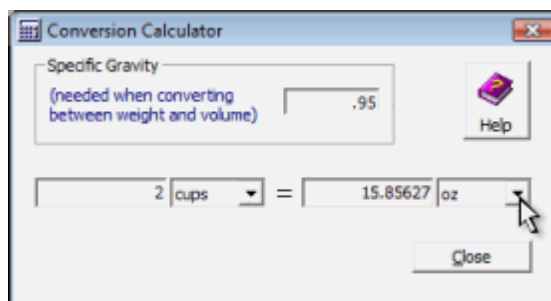 Conversion Calculator
Specific Gravity
(needed when converting
between weight and volume)
.95
Help
2 cups = 15.85627 oz
Close